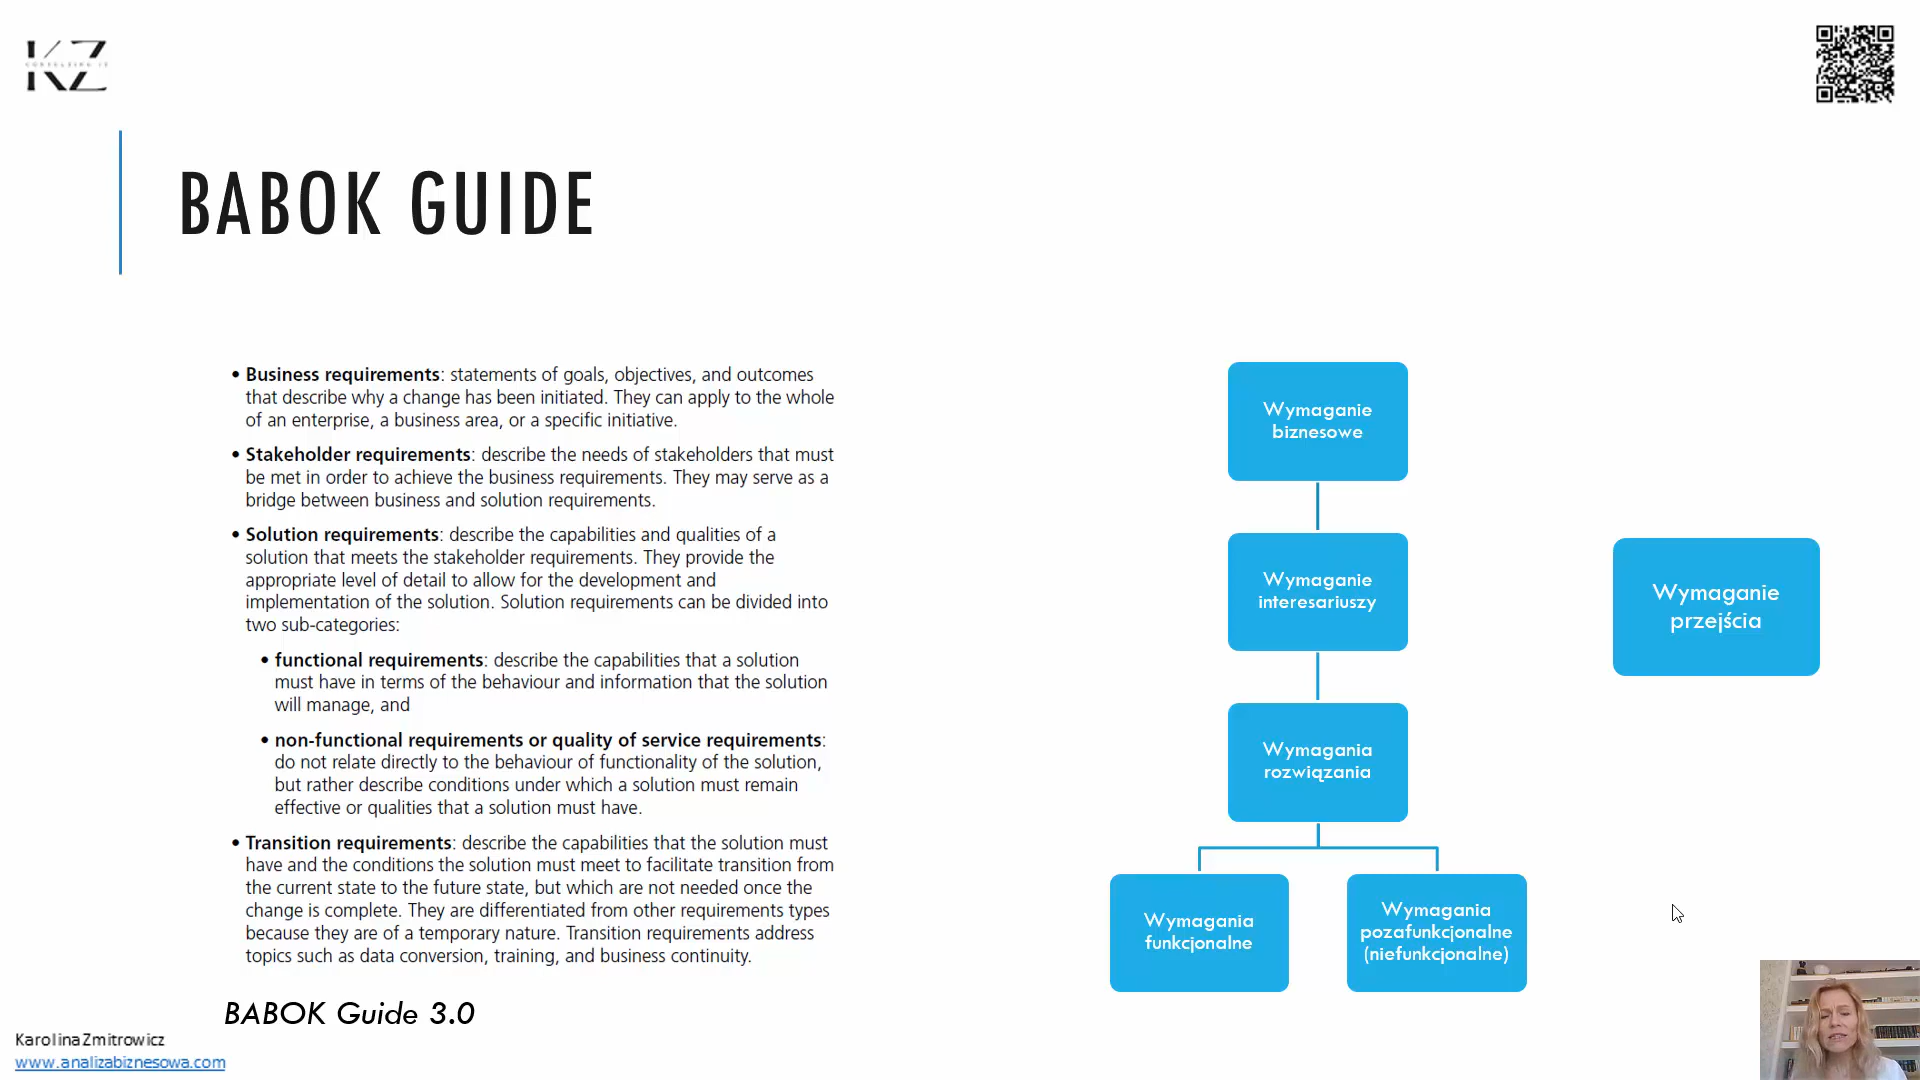 KZ
CONSULTING IT
BABOK GUIDE
• Business requirements: statements of goals, objectives, and outcomes
that describe why a change has been initiated. They can apply to the whole
of an enterprise, a business area, or a specific initiative.
• Stakeholder requirements: describe the needs of stakeholders that must
be met in order to achieve the business requirements. They may serve as a
bridge between business and solution requirements.
• Solution requirements: describe the capabilities and qualities of a
solution that meets the stakeholder requirements. They provide the
appropriate level of detail to allow for the development and
implementation of the solution. Solution requirements can be divided into
two sub-categories:
• functional requirements: describe the capabilities that a solution
must have in terms of the behaviour and information that the solution
will manage, and
• non-functional requirements or quality of service requirements:
do not relate directly to the behaviour of functionality of the solution,
but rather describe conditions under which a solution must remain
effective or qualities that a solution must have.
• Transition requirements: describe the capabilities that the solution must
have and the conditions the solution must meet to facilitate transition from
the current state to the future state, but which are not needed once the
change is complete. They are differentiated from other requirements types
because they are of a temporary nature. Transition requirements address
topics such as data conversion, training, and business continuity.
BABOK Guide 3.0
Wymaganie
biznesowe
Wymaganie
interesariuszy
Wymagania
rozwiązania
Wymagania
funkcjonalne
Wymagania
pozafunkcjonalne
(niefunkcjonalne)
Wymaganie
przejścia
Karolina Zmitrowicz
www.analizabiznesowa.com